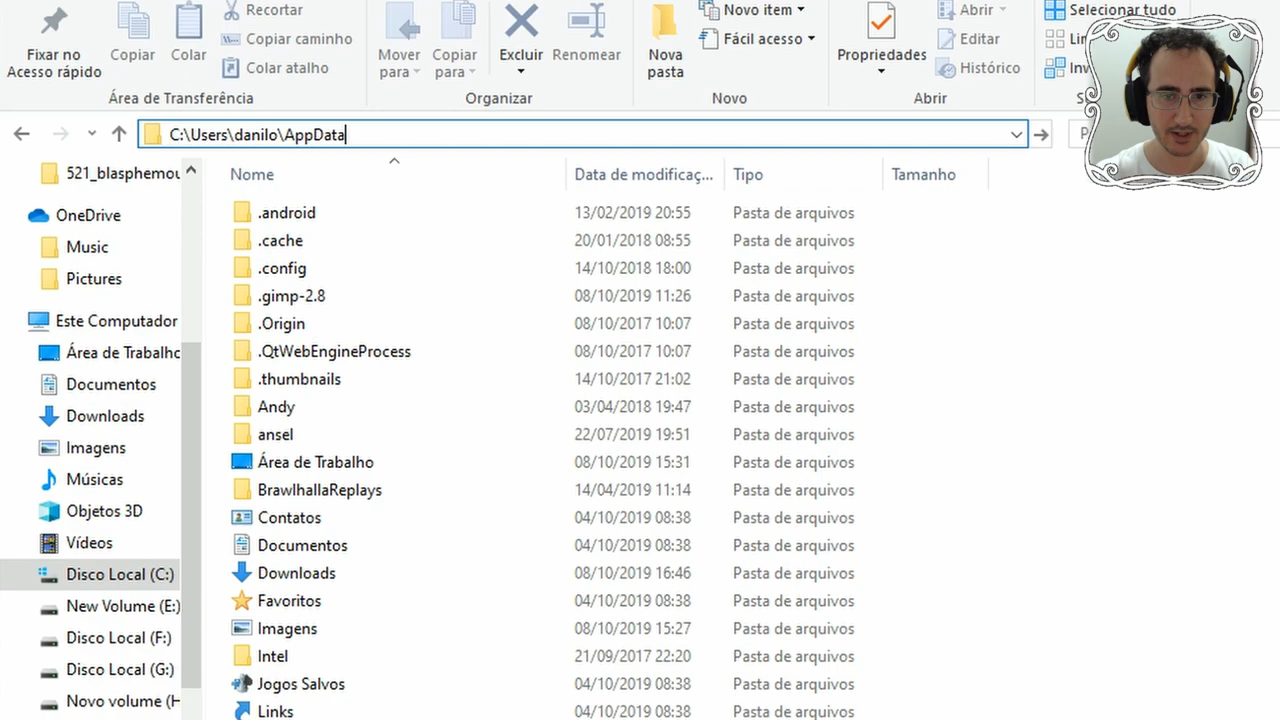 Fixar no
Acesso rápido
Copiar
Colar
Recortar
Copiar caminho
Colar atalho
Área de Transferência
Mover
para
Copiar
para
Excluir
Renomear
Organizar
Nova
pasta
Novo item
Fácil acesso
Novo
Propriedades
Abrir
Editar
Histórico
Abrir
Selecionar tudo
C:\Users\danilo\AppData
521_blasphemou
OneDrive
Music
Pictures
Este Computador
Área de Trabalho
Documentos
Downloads
Imagens
Músicas
Objetos 3D
Vídeos
Disco Local (C:)
New Volume (E:)
Disco Local (F:)
Disco Local (G:)
Novo volume (H
Nome Data de modificaç... Tipo Tamanho
.android 13/02/2019 20:55 Pasta de arquivos
.cache 20/01/2018 08:55 Pasta de arquivos
.config 14/10/2018 18:00 Pasta de arquivos
.gimp-2.8 08/10/2019 11:26 Pasta de arquivos
.Origin 08/10/2017 10:07 Pasta de arquivos
.QtWebEngineProcess 08/10/2017 10:07 Pasta de arquivos
.thumbnails 14/10/2017 21:02 Pasta de arquivos
Andy 03/04/2018 19:47 Pasta de arquivos
ansel 22/07/2019 19:51 Pasta de arquivos
Área de Trabalho 08/10/2019 15:31 Pasta de arquivos
BrawlhallaReplays 14/04/2019 11:14 Pasta de arquivos
Contatos 04/10/2019 08:38 Pasta de arquivos
Documentos 04/10/2019 08:38 Pasta de arquivos
Downloads 08/10/2019 16:46 Pasta de arquivos
Favoritos 04/10/2019 08:38 Pasta de arquivos
Imagens 08/10/2019 15:27 Pasta de arquivos
Intel 21/09/2017 22:20 Pasta de arquivos
Jogos Salvos 04/10/2019 08:38 Pasta de arquivos
Links 04/10/2019 08:38 Pasta de arquivos